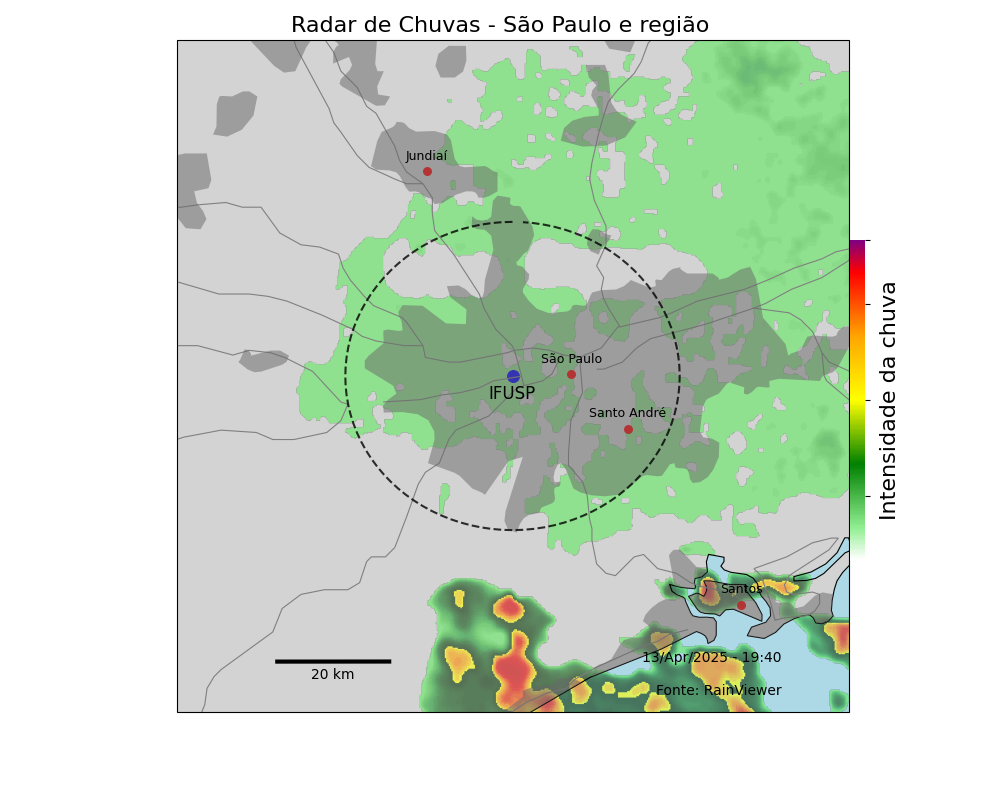 Radar de Chuvas - São Paulo e região
Jundiaí
São Paulo
IFUSP
Santo André
Santos
13/Apr/2025 - 19:40
20 km
Fonte: RainViewer
Intensidade da chuva